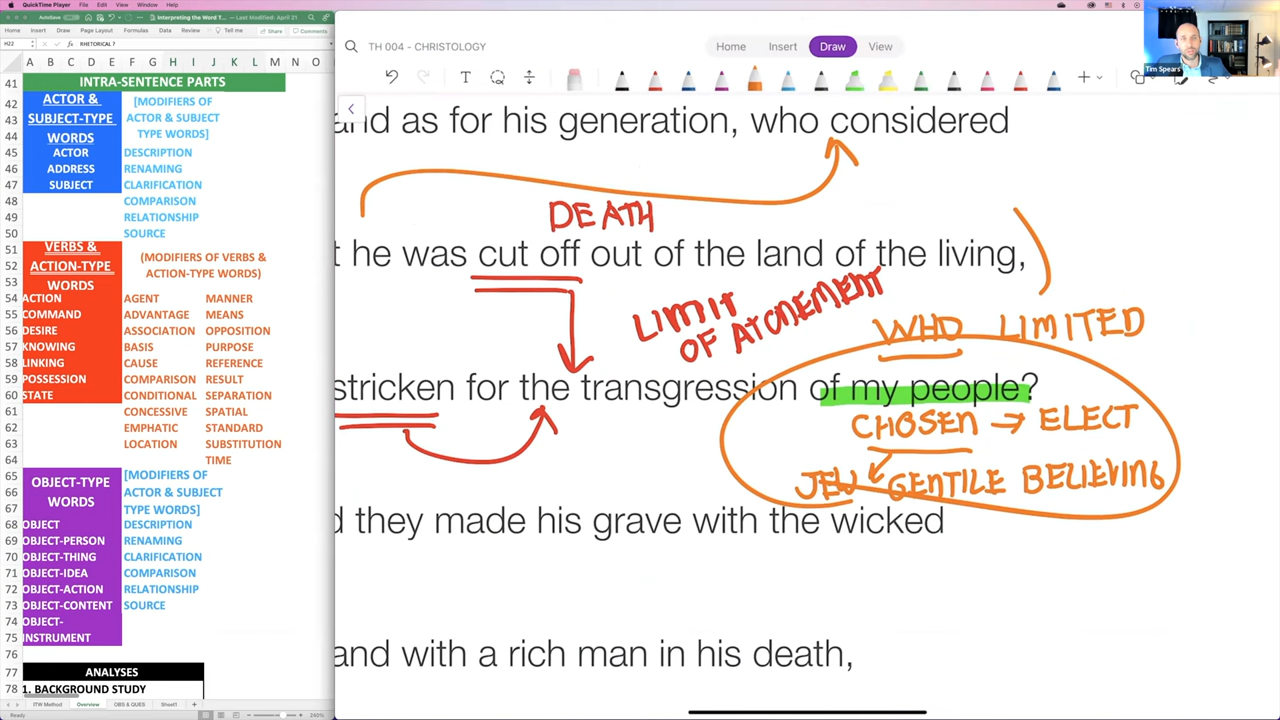 QuickTime Player File Edit View Window Help
AutoSave Interpreting the Word T... — Last Modified: April 21
Home Insert Draw Page Layout Formulas Data Review Tell me Share Comments
H22 RHETORICAL ?
A B C D E F G H I J K L M N O
41 INTRA-SENTENCE PARTS
42 ACTOR & [MODIFIERS OF
43 SUBJECT-TYPE ACTOR & SUBJECT
44 WORDS TYPE WORDS]
45 ACTOR DESCRIPTION
46 ADDRESS RENAMING
47 SUBJECT CLARIFICATION
48 COMPARISON
49 RELATIONSHIP
50 SOURCE
51 VERBS & (MODIFIERS OF VERBS &
52 ACTION-TYPE ACTION-TYPE WORDS)
53 WORDS
54 ACTION AGENT MANNER
55 COMMAND ADVANTAGE MEANS
56 DESIRE ASSOCIATION OPPOSITION
57 KNOWING BASIS PURPOSE
58 LINKING CAUSE REFERENCE
59 POSSESSION COMPARISON RESULT
60 STATE CONDITIONAL SEPARATION
61 CONCESSIVE SPATIAL
62 EMPHATIC STANDARD
63 LOCATION SUBSTITUTION
64 TIME
65 OBJECT-TYPE [MODIFIERS OF
66 WORDS ACTOR & SUBJECT
67 TYPE WORDS]
68 OBJECT DESCRIPTION
69 OBJECT-PERSON RENAMING
70 OBJECT-THING CLARIFICATION
71 OBJECT-IDEA COMPARISON
72 OBJECT-ACTION RELATIONSHIP
73 OBJECT-CONTENT SOURCE
74 OBJECT-
75 INSTRUMENT
76
77 ANALYSES
78 1. BACKGROUND STUDY
ITW Method Overview OBS & QUES Sheet1 +
Ready 240%
TH 004 - CHRISTOLOGY Home Insert Draw View
Tim Spears
and as for his generation, who considered
DEATH
t he was cut off out of the land of the living,
LIMIT
OF ATONEMENT
WHO LIMITED
stricken for the transgression of my people?
CHOSEN → ELECT
JEW GENTILE BELIEVING
d they made his grave with the wicked
and with a rich man in his death,